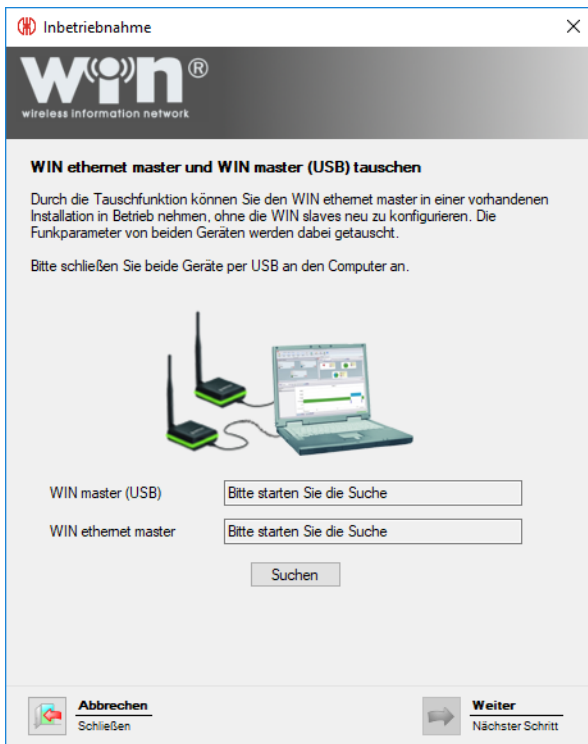 Inbetriebnahme
WIN®
wireless information network
WIN ethernet master und WIN master (USB) tauschen
Durch die Tauschfunktion können Sie den WIN ethernet master in einer vorhandenen
Installation in Betrieb nehmen, ohne die WIN slaves neu zu konfigurieren. Die
Funkparameter von beiden Geräten werden dabei getauscht.
Bitte schließen Sie beide Geräte per USB an den Computer an.
WIN master (USB)
Bitte starten Sie die Suche
WIN ethernet master
Bitte starten Sie die Suche
Suchen
Abbrechen
Schließen
Weiter
Nächster Schritt